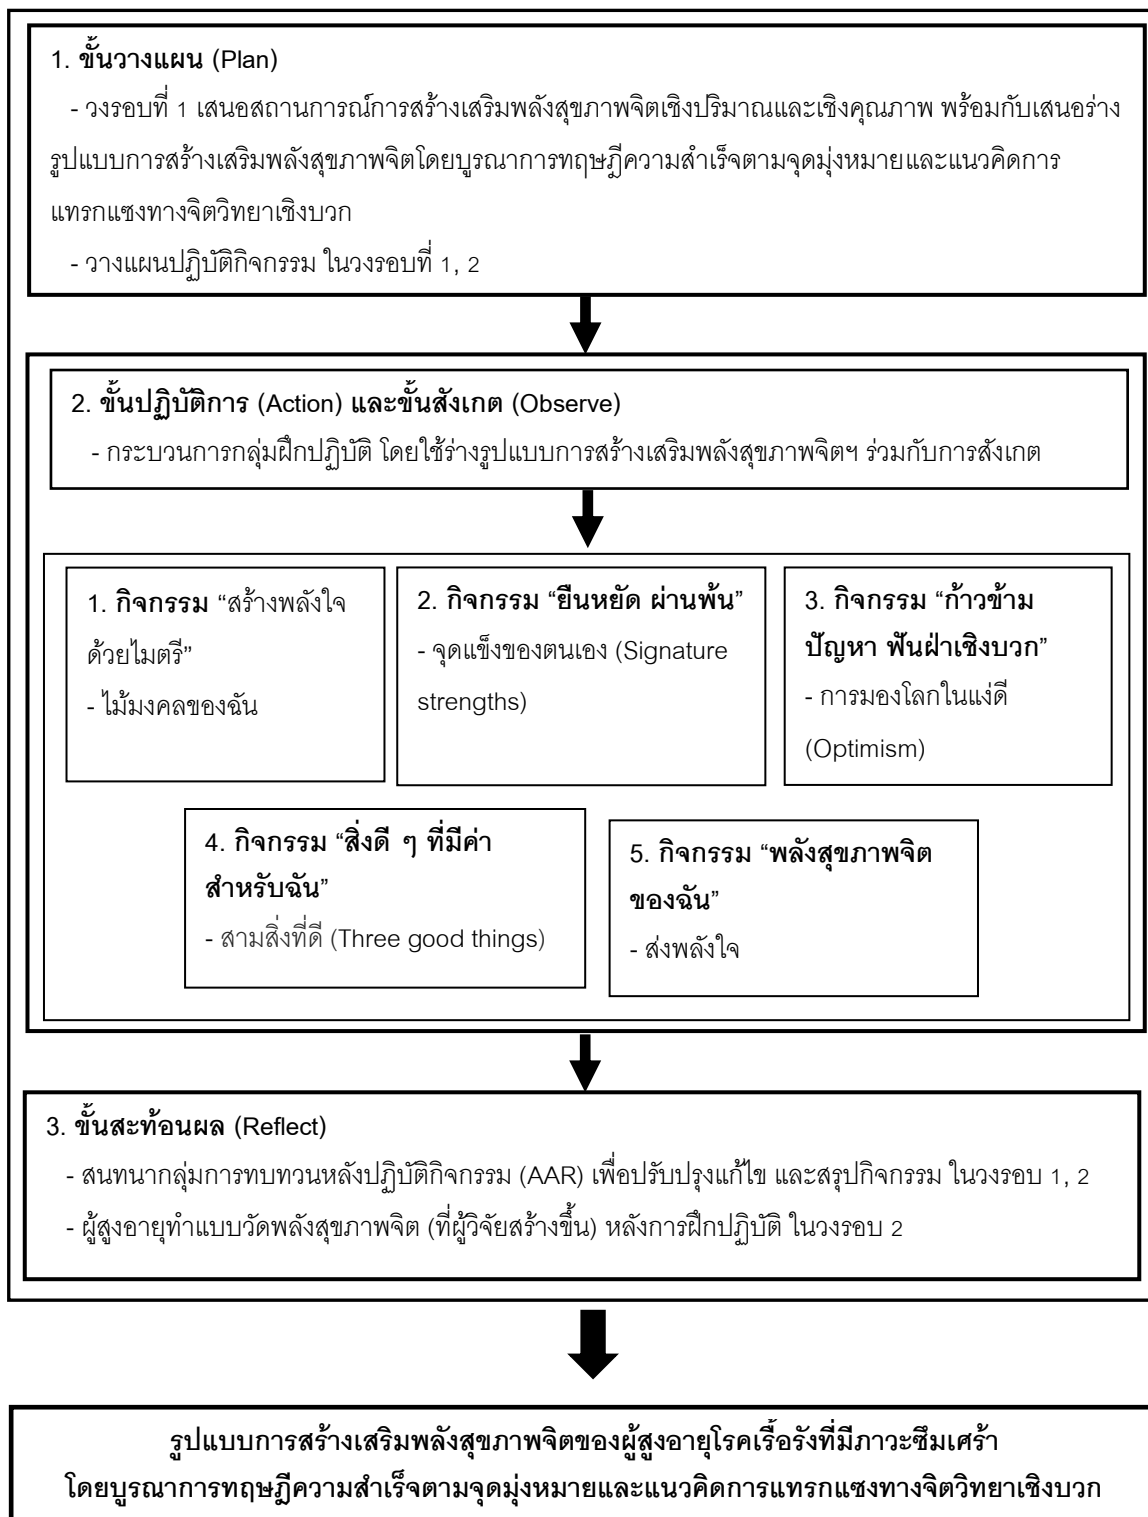 1. ขั้นวางแผน (Plan)
- วงรอบที่ 1 เสนอสถานการณ์การสร้างเสริมพลังสุขภาพจิตเชิงปริมาณและเชิงคุณภาพ พร้อมกับเสนอร่าง
รูปแบบการสร้างเสริมพลังสุขภาพจิตโดยบูรณาการทฤษฎีความสำเร็จตามจุดมุ่งหมายและแนวคิดการ
แทรกแซงทางจิตวิทยาเชิงบวก
- วางแผนปฏิบัติกิจกรรม ในวงรอบที่ 1, 2
2. ขั้นปฏิบัติการ (Action) และขั้นสังเกต (Observe)
- กระบวนการกลุ่มฝึกปฏิบัติ โดยใช้ร่างรูปแบบการสร้างเสริมพลังสุขภาพจิตฯ ร่วมกับการสังเกต
1. กิจกรรม “สร้างพลังใจ
ด้วยไมตรี”
- ไม้มงคลของฉัน
2. กิจกรรม “ยืนหยัด ผ่านพ้น”
- จุดแข็งของตนเอง (Signature
strengths)
3. กิจกรรม “ก้าวข้าม
ปัญหา ฟันฝ่าเชิงบวก”
- การมองโลกในแง่ดี
(Optimism)
4. กิจกรรม “สิ่งดี ๆ ที่มีค่า
สำหรับฉัน”
- สามสิ่งที่ดี (Three good things)
5. กิจกรรม “พลังสุขภาพจิต
ของฉัน”
- ส่งพลังใจ
3. ขั้นสะท้อนผล (Reflect)
- สนทนากลุ่มการทบทวนหลังปฏิบัติกิจกรรม (AAR) เพื่อปรับปรุงแก้ไข และสรุปกิจกรรม ในวงรอบ 1, 2
- ผู้สูงอายุทำแบบวัดพลังสุขภาพจิต (ที่ผู้วิจัยสร้างขึ้น) หลังการฝึกปฏิบัติ ในวงรอบ 2
รูปแบบการสร้างเสริมพลังสุขภาพจิตของผู้สูงอายุโรคเรื้อรังที่มีภาวะซึมเศร้า
โดยบูรณาการทฤษฎีความสำเร็จตามจุดมุ่งหมายและแนวคิดการแทรกแซงทางจิตวิทยาเชิงบวก